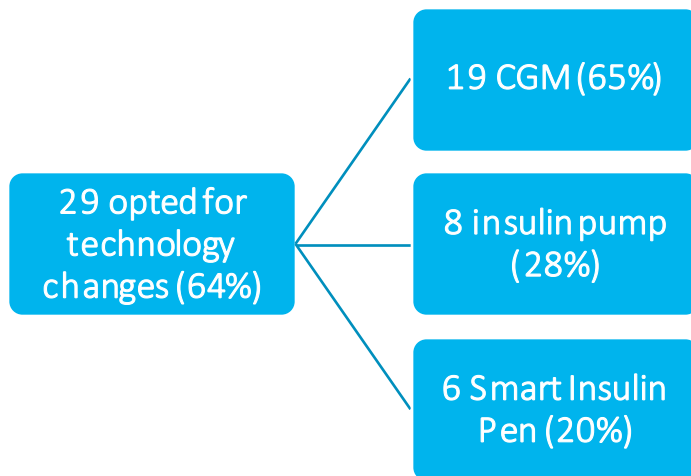 29 opted for
technology
changes (64%)
19 CGM (65%)
8 insulin pump
(28%)
6 Smart Insulin
Pen (20%)